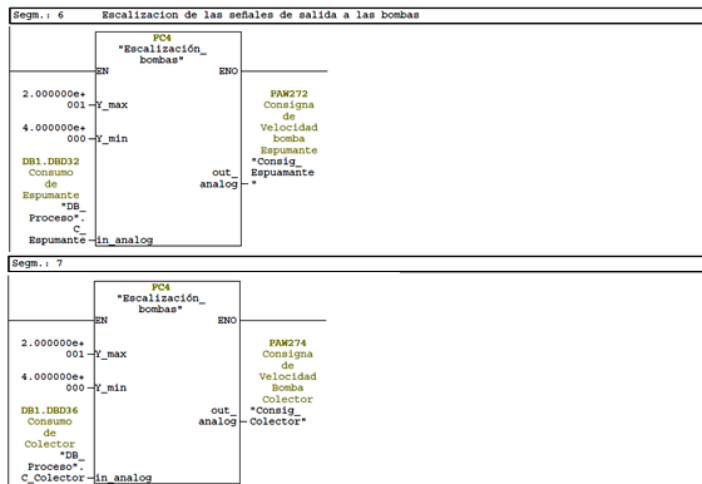 Segm.: 6 Escalizacion de las señales de salida a las bombas
FC4
"Escalización_
bombas"
EN ENO
2.000000e+
001 Y_max
4.000000e+
000 Y_min
DB1.DBD32
Consumo
de
Espumante
"DB_
Proceso".
C_
Espumante in_analog
PAW272
Consigna
de
Velocidad
bomba
Espumante
"Consig_
out_ Espuamante
analog "
Segm.: 7
FC4
"Escalización_
bombas"
EN ENO
2.000000e+
001 Y_max
4.000000e+
000 Y_min
DB1.DBD36
Consumo
de
Colector
"DB_
Proceso".
C_Colector in_analog
PAW274
Consigna
de
Velocidad
Bomba
Colector
out_ "Consig_
analog Colector"